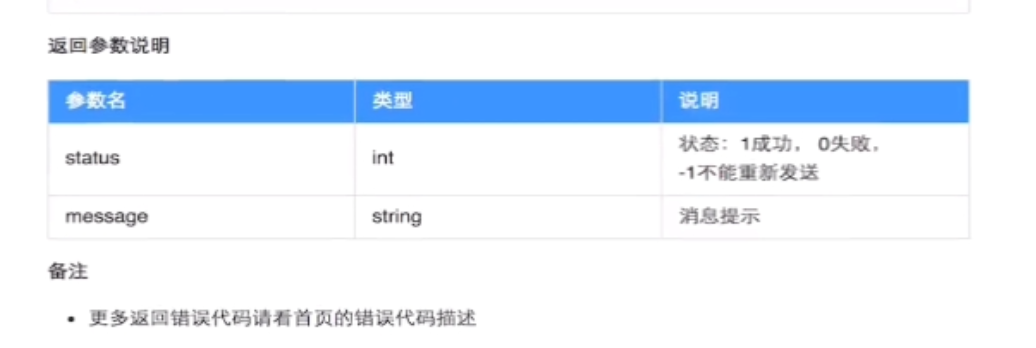 返回参数说明
参数名 类型 说明
status int 状态：1成功， 0失败，
-1不能重新发送
message string 消息提示
备注
更多返回错误代码请看首页的错误代码描述